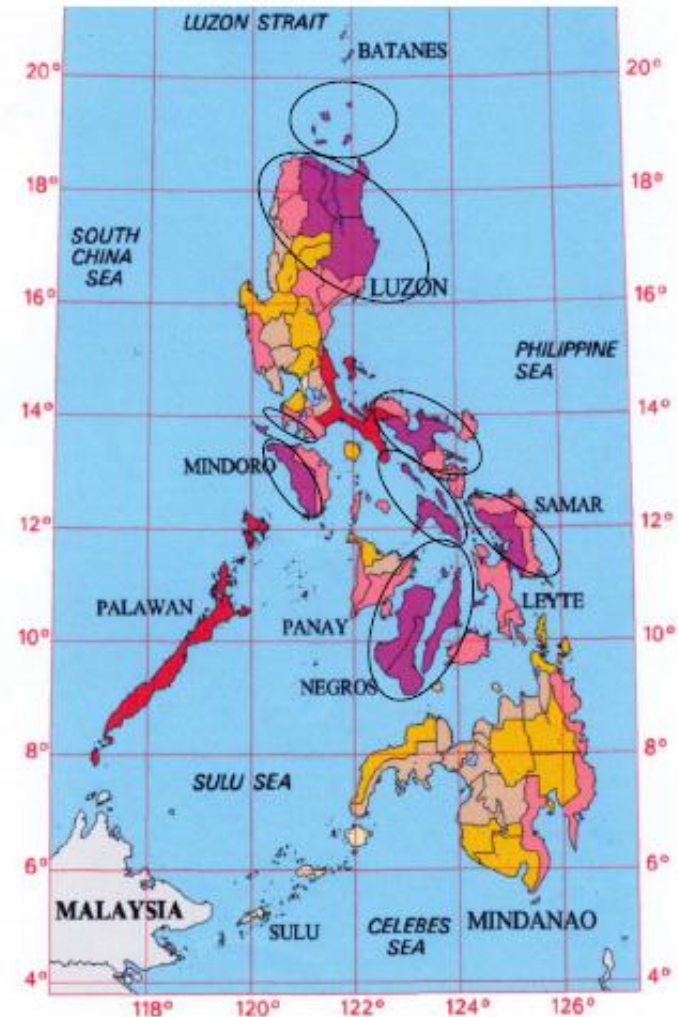 LUZON STRAIT
BATANES
20°
20°
18°
18°
SOUTH
CHINA
SEA
LUZON
16°
16°
PHILIPPINE
SEA
14°
14°
MINDORO
SAMAR
12°
12°
PALAWAN
LEYTE
PANAY
10°
10°
NEGROS
8°
8°
SULU SEA
6°
6°
MALAYSIA
SULU
CELEBES
SEA
MINDANAO
4°
4°
118°
120°
122°
124°
126°